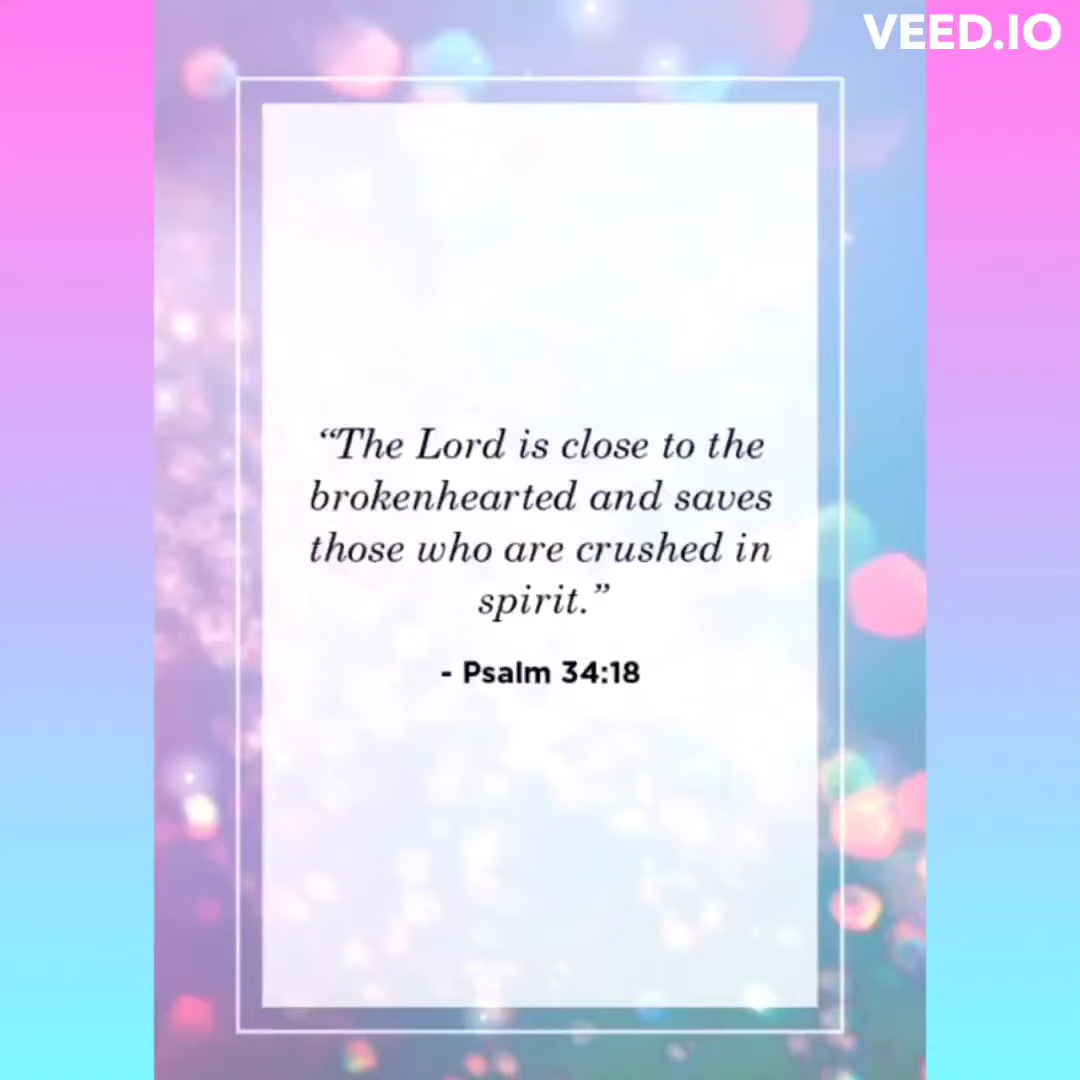 VEED.IO
“The Lord is close to the
brokenhearted and saves
those who are crushed in
spirit.”
- Psalm 34:18